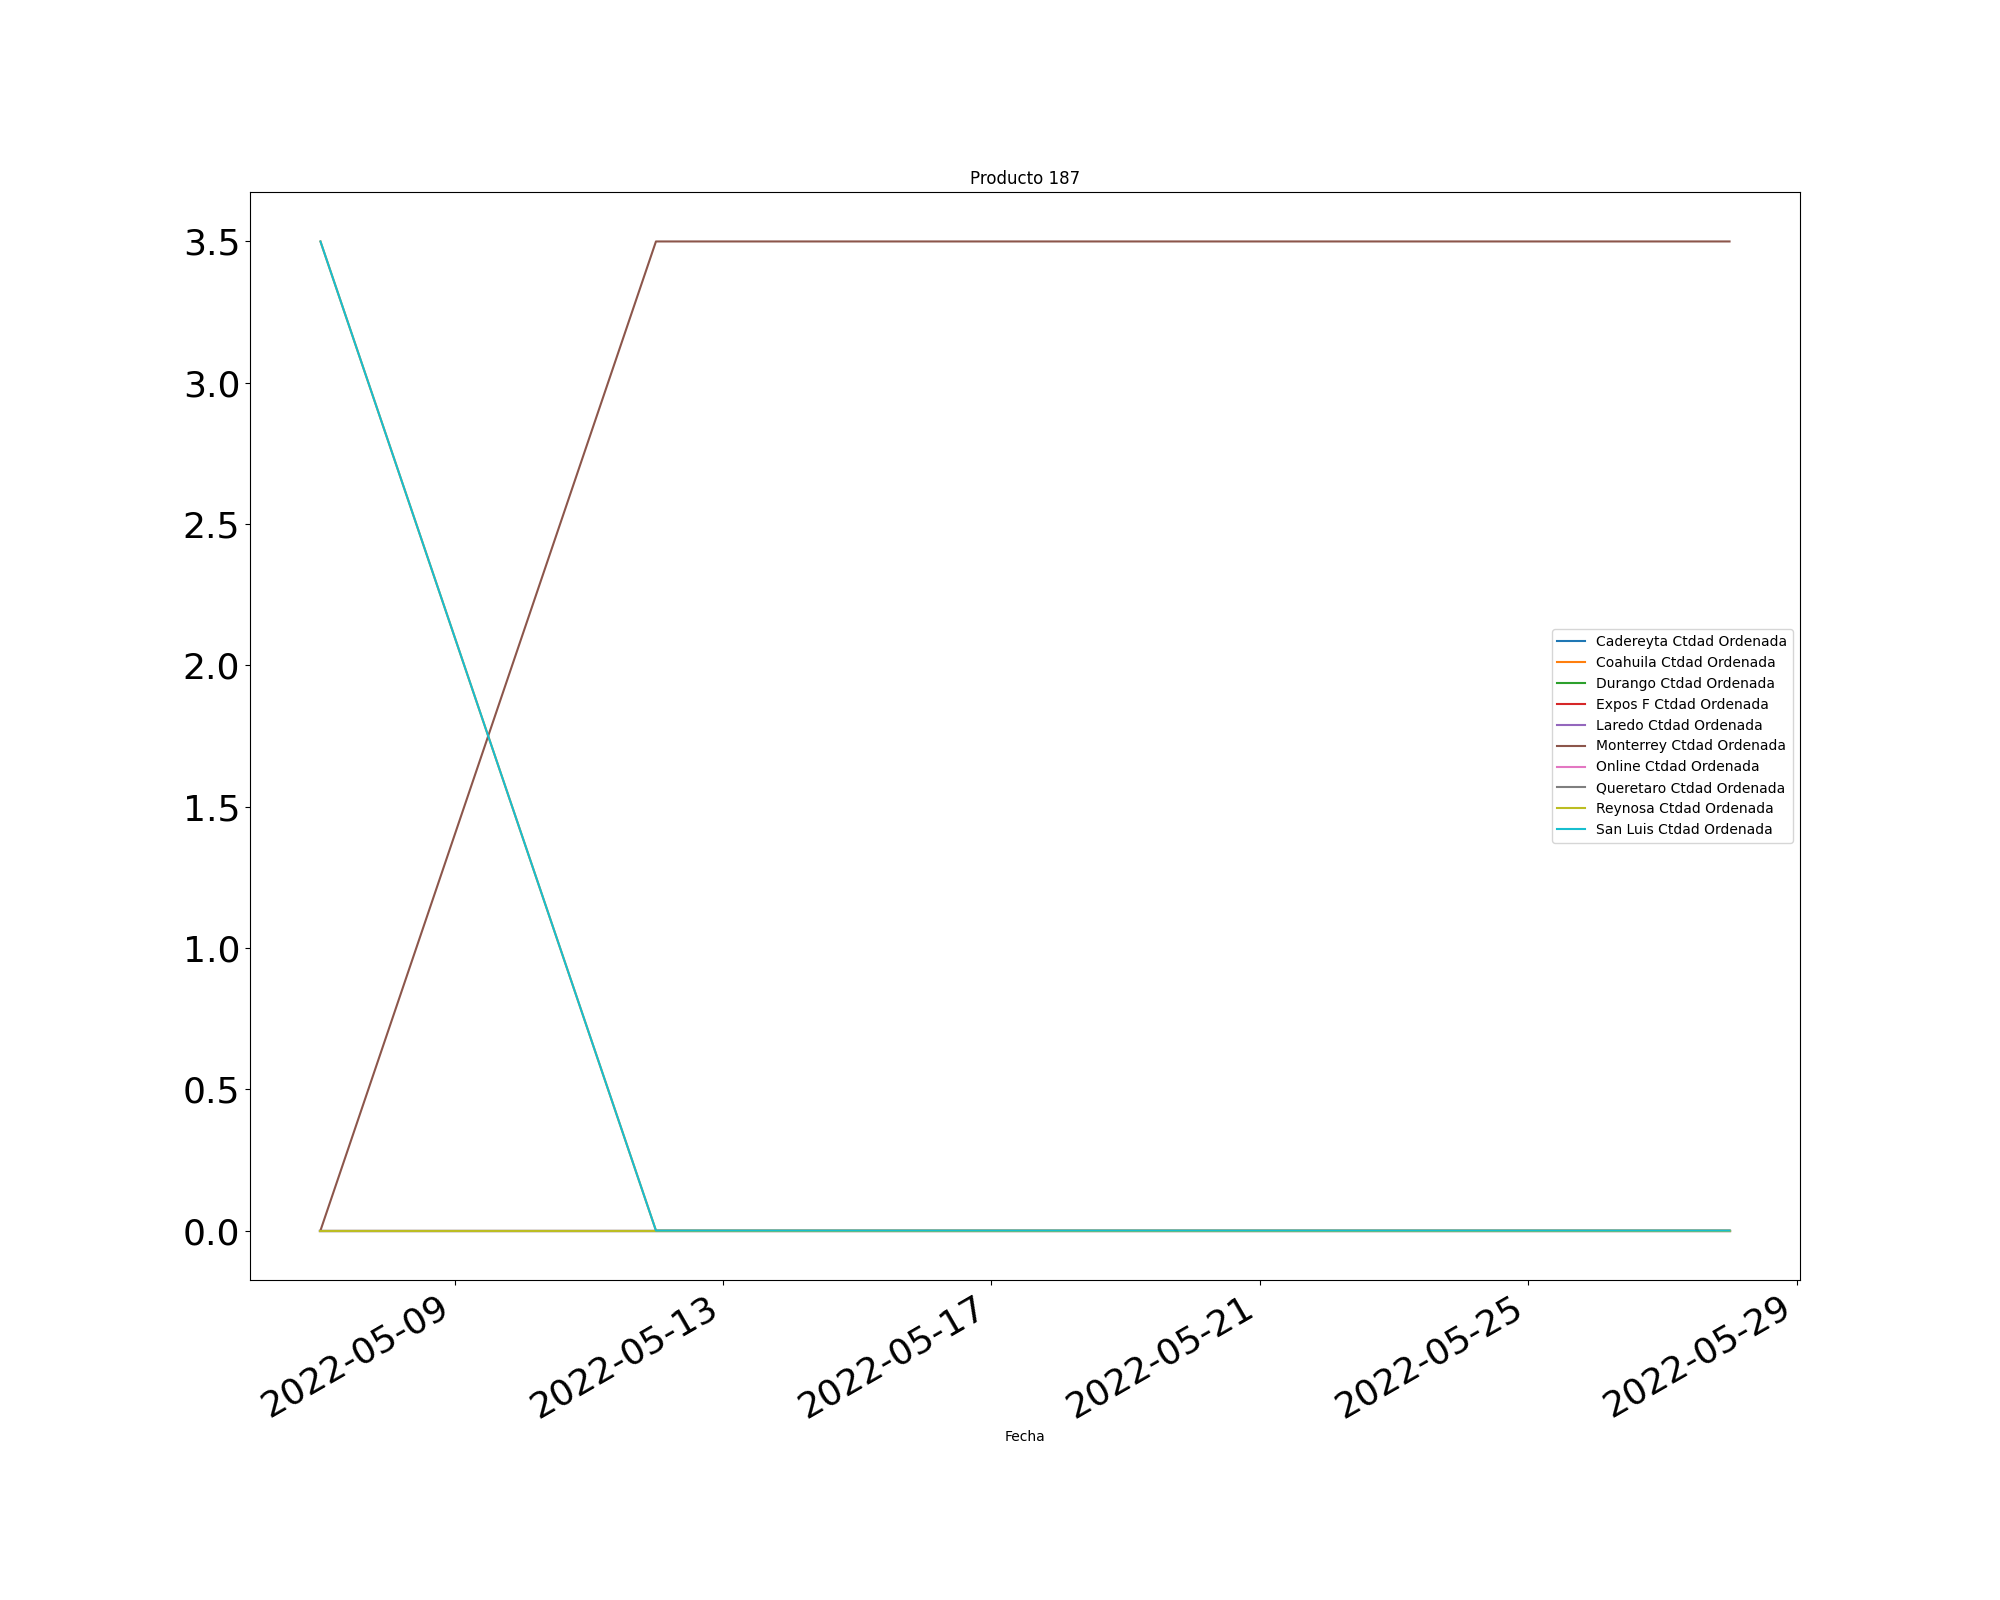 Producto 187
3.5
3.0
2.5
2.0
1.5
1.0
0.5
0.0
Cadereyta Ctdad Ordenada
Coahuila Ctdad Ordenada
Durango Ctdad Ordenada
Expos F Ctdad Ordenada
Laredo Ctdad Ordenada
Monterrey Ctdad Ordenada
Online Ctdad Ordenada
Queretaro Ctdad Ordenada
Reynosa Ctdad Ordenada
San Luis Ctdad Ordenada
2022-05-09
2022-05-13
2022-05-17
2022-05-21
2022-05-25
2022-05-29
Fecha